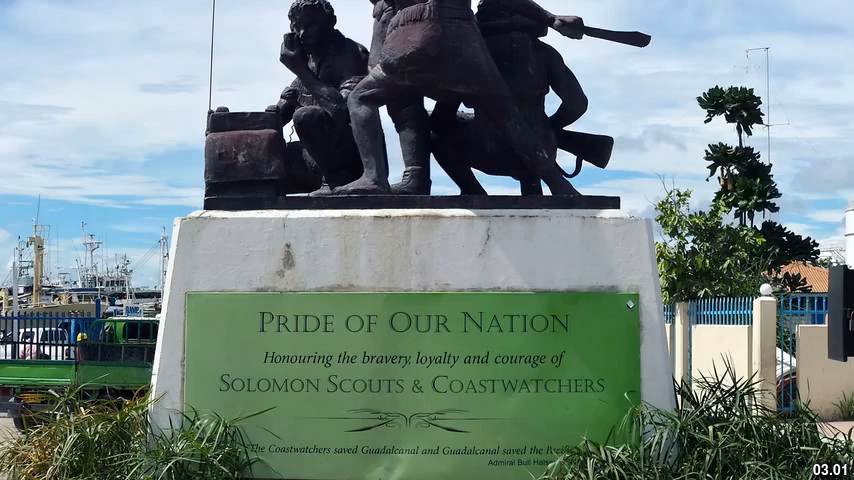 PRIDE OF OUR NATION
Honouring the bravery, loyalty and courage of
SOLOMON SCOUTS & COASTWATCHERS
The Coastwatchers saved Guadalcanal and Guadalcanal saved the Pacific
Admiral Bull
03.01